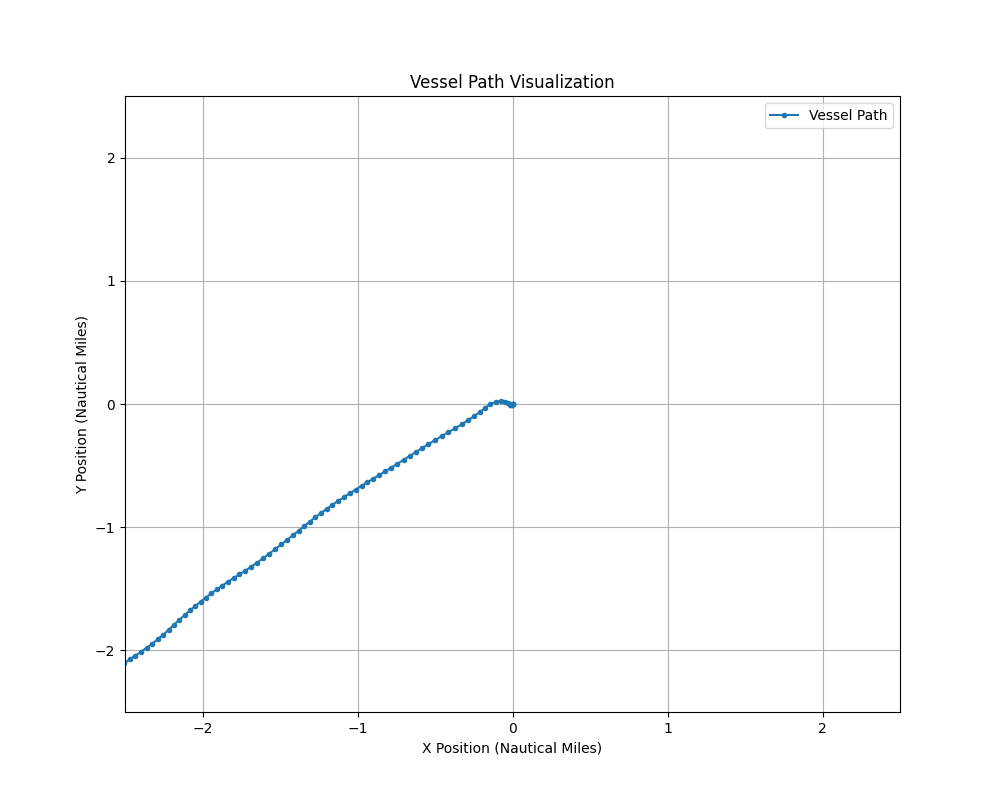 Vessel Path Visualization
Vessel Path
2
1
0
−1
−2
Y Position (Nautical Miles)
−2
−1
0
1
2
X Position (Nautical Miles)